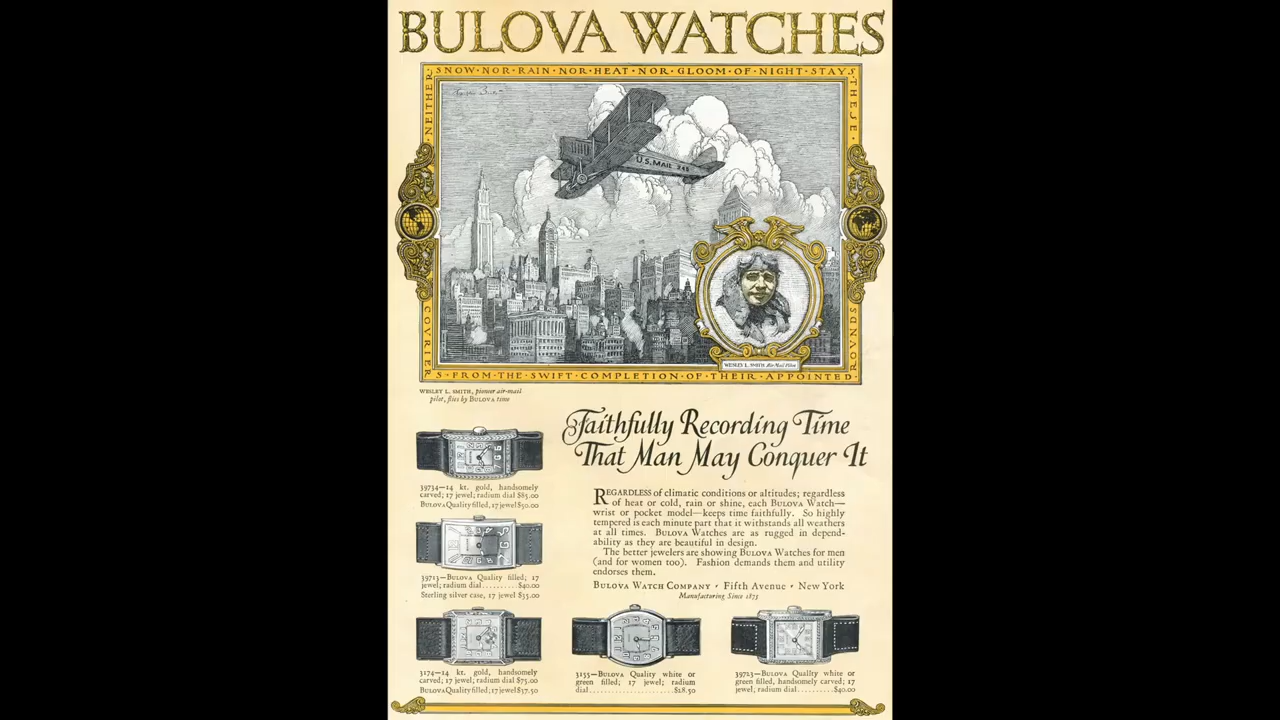 BULOVA WATCHES
NEITHER · SNOW · NOR · RAIN · NOR · HEAT · NOR · GLOOM · OF · NIGHT · STAYS · THESE ·
COURIERS · FROM · THE · SWIFT · COMPLETION · OF · THEIR · APPOINTED · ROUNDS
U.S. MAIL
WESLEY L. SMITH Air-Mail Pilot
WESLEY L. SMITH, pioneer air-mail
pilot, flies by BULOVA time
Faithfully Recording Time
That Man May Conquer It
REGARDLESS of climatic conditions or altitudes; regardless
of heat or cold, rain or shine, each BULOVA Watch—
wrist or pocket model—keeps time faithfully. So highly
tempered is each minute part that it withstands all weathers
at all times. BULOVA Watches are as rugged in depend-
ability as they are beautiful in design.
The better jewelers are showing BULOVA Watches for men
(and for women too). Fashion demands them and utility
endorses them.
BULOVA WATCH COMPANY · Fifth Avenue · New York
Manufacturing Since 1875
39734—14 kt. gold, handsomely
carved; 17 jewel; radium dial $85.00
BULOVA Quality filled, 17 jewel $50.00
39713—BULOVA Quality filled; 17
jewel; radium dial..........$40.00
Sterling silver case, 17 jewel $35.00
3174—14 kt. gold, handsomely
carved; 17 jewel; radium dial $75.00
BULOVA Quality filled; 17 jewel $37.50
3155—BULOVA Quality white or
green filled; 17 jewel; radium
dial......................$28.50
39723—BULOVA Quality white or
green filled, handsomely carved; 17
jewel, radium dial..........$40.00